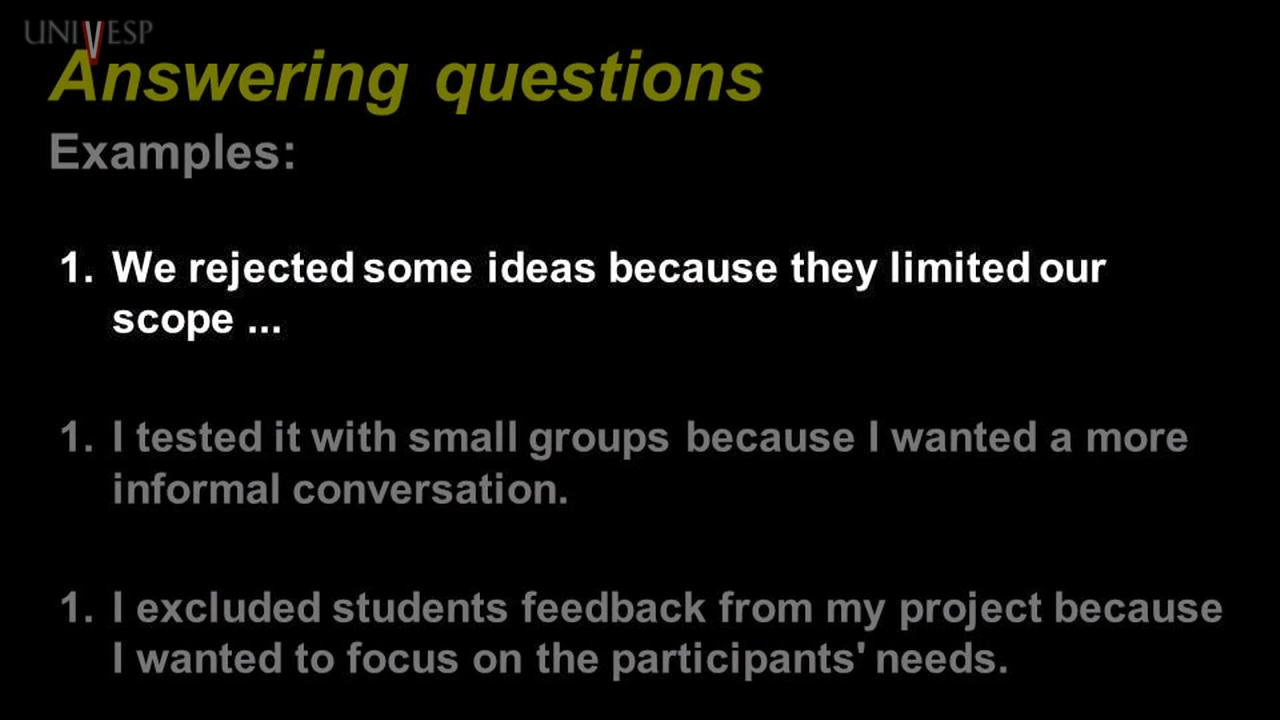 UNIVESP
Answering questions
Examples:
1. We rejected some ideas because they limited our
scope ...
1. I tested it with small groups because I wanted a more
informal conversation.
1. I excluded students feedback from my project because
I wanted to focus on the participants' needs.